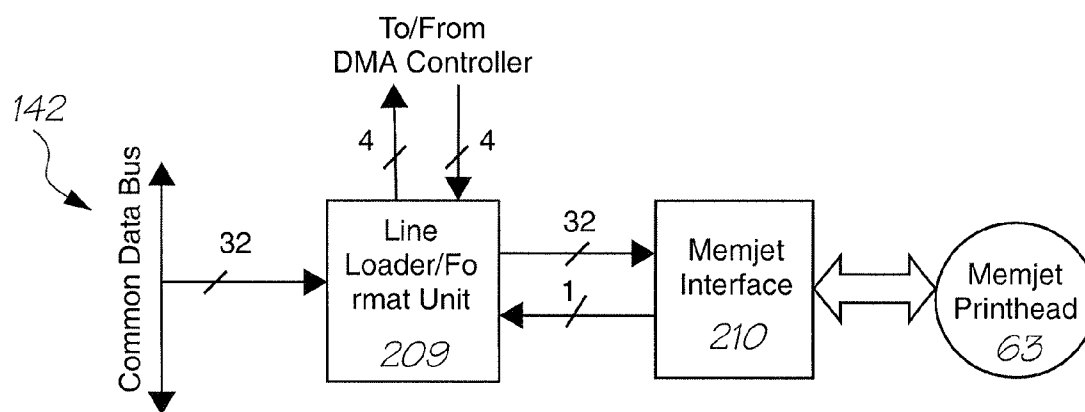 To/From
DMA Controller
142
4
4
Common Data Bus
32
Line
Loader/Fo
rmat Unit
209
32
1
Memjet
Interface
210
Memjet
Printhead
63